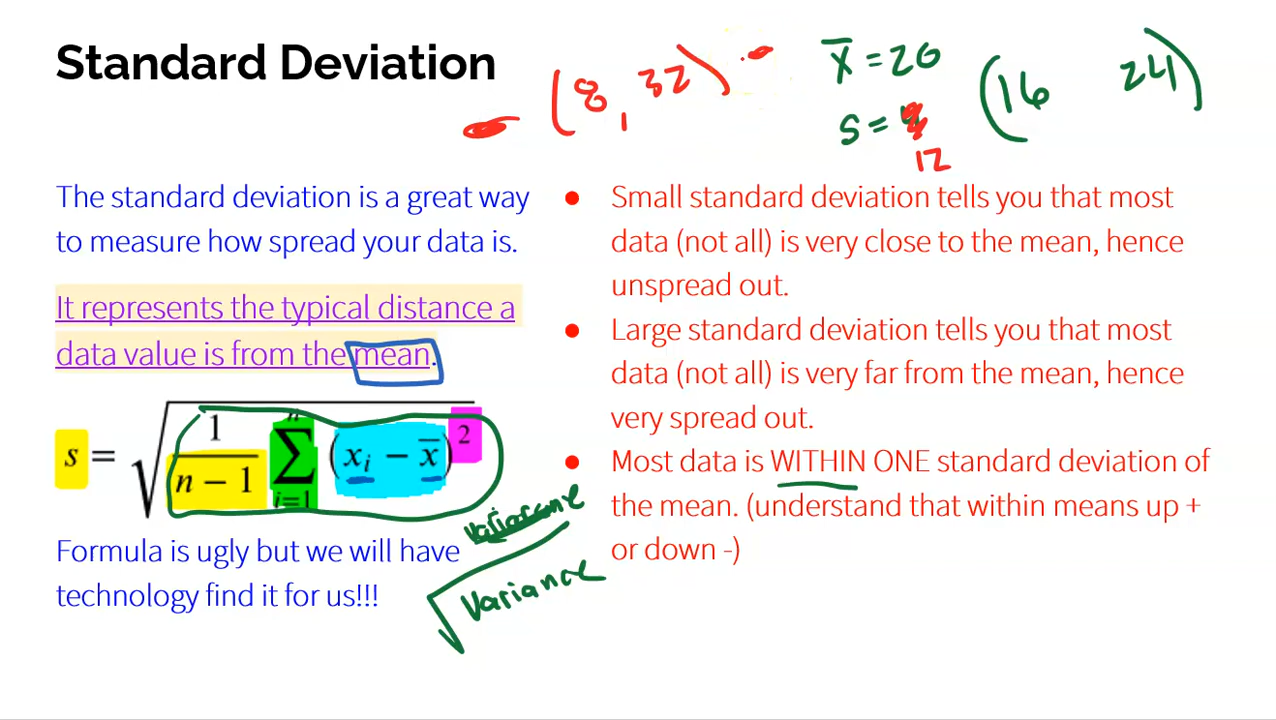 Standard Deviation
(8, 32)
x̄ = 20
s =
12
(16 24)
The standard deviation is a great way
to measure how spread your data is.
It represents the typical distance a
data value is from the mean.
s = √ 1/(n − 1) n ∑ i=1 (xᵢ − x̄)²
variance
√variance
Formula is ugly but we will have
technology find it for us!!!
● Small standard deviation tells you that most
data (not all) is very close to the mean, hence
unspread out.
● Large standard deviation tells you that most
data (not all) is very far from the mean, hence
very spread out.
● Most data is WITHIN ONE standard deviation of
the mean. (understand that within means up +
or down -)